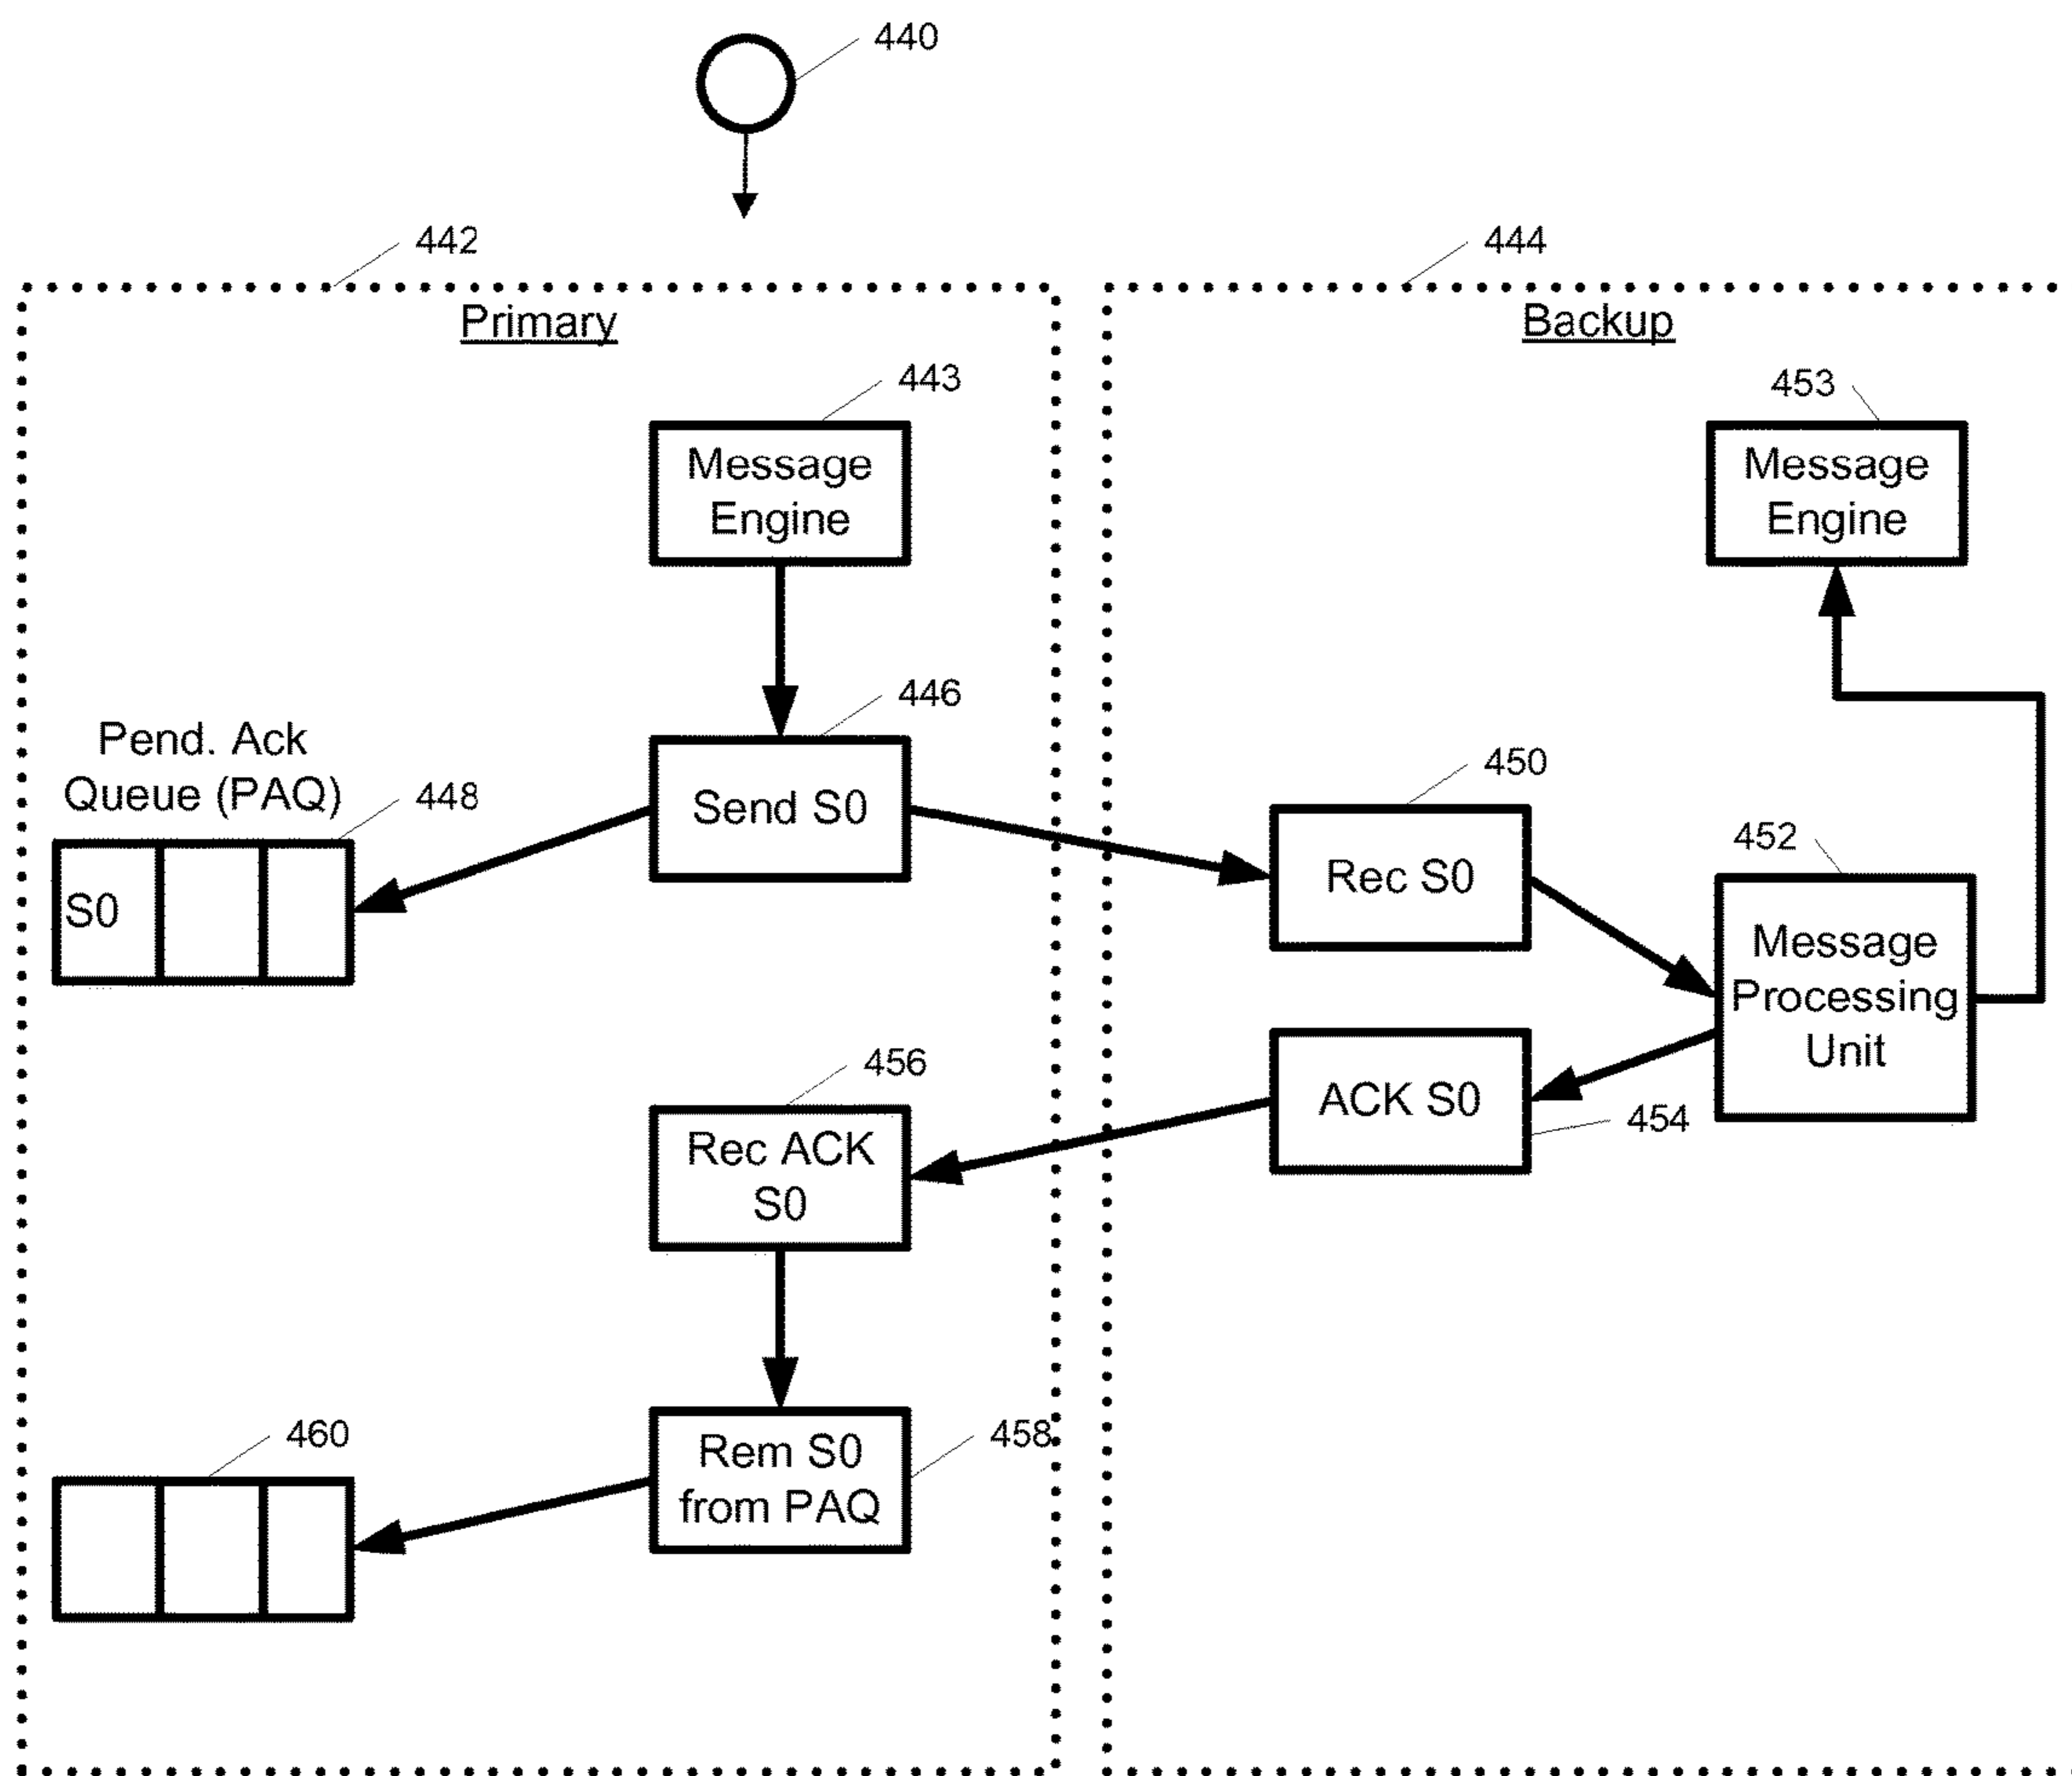 440
442
444
Primary
Backup
443
453
Message
Engine
Message
Engine
446
Pend. Ack
Queue (PAQ)
448
Send S0
450
452
S0
Rec S0
Message
Processing
Unit
456
ACK S0
454
Rec ACK
S0
460
458
Rem S0
from PAQ